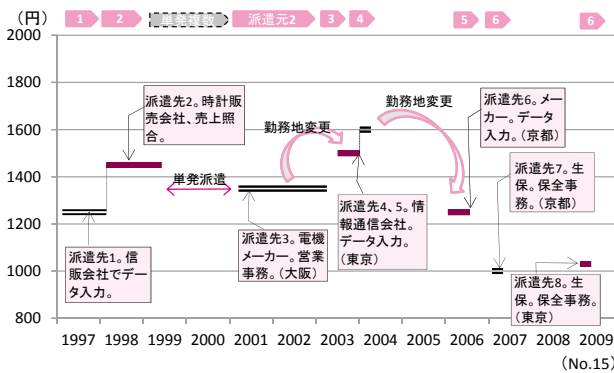 1
2
単発複数
派遣元2
3
4
5
6
6
(円)
2000
1800
1600
1400
1200
1000
800
派遣先2。時計販
売会社、売上照
合。
勤務地変更
勤務地変更
派遣先6。メー
カー。データ
入力。(京都)
単発派遣
派遣先7。生
保。保全事
務。(京都)
派遣先1。信
販会社でデー
タ入力。
派遣先3。電機
メーカー。営業
事務。(大阪)
派遣先4、5。情
報通信会社。
データ入力。
(東京)
派遣先8。生
保。保全事務。
(東京)
1997
1998
1999
2000
2001
2002
2003
2004
2005
2006
2007
2008
2009
(No.15)